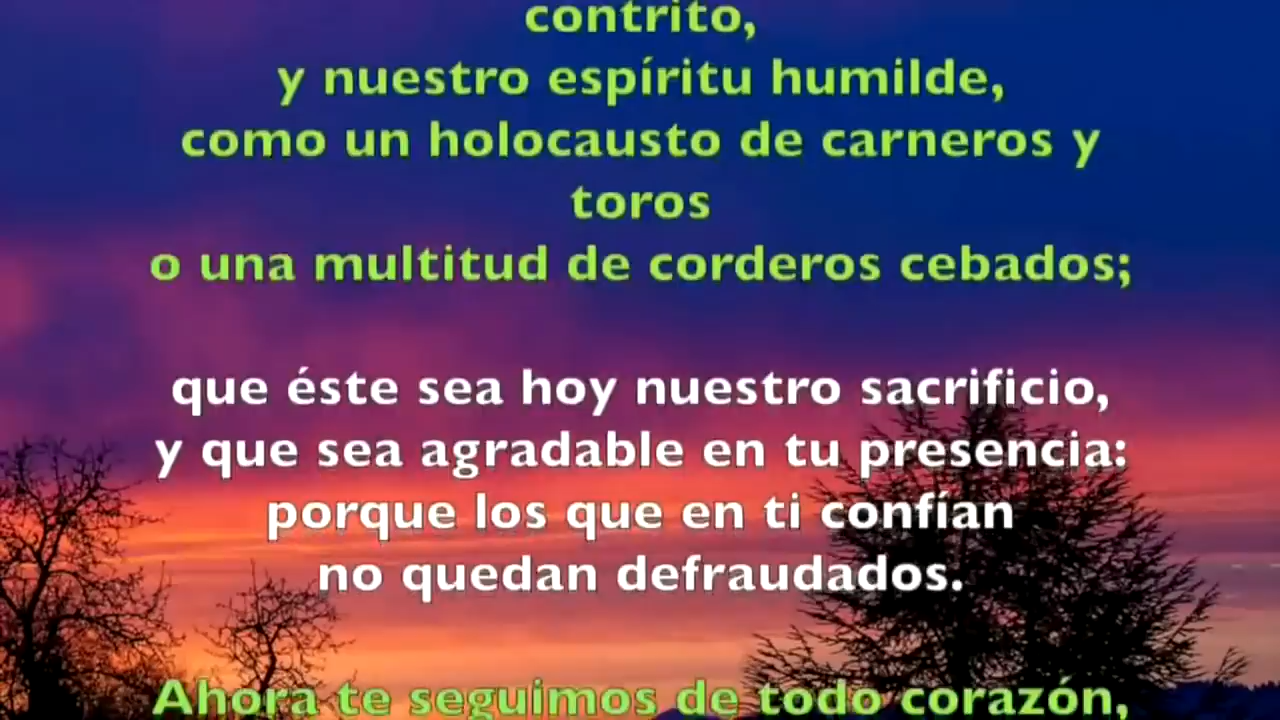 contrito,
y nuestro espíritu humilde,
como un holocausto de carneros y
toros
o una multitud de corderos cebados;
que éste sea hoy nuestro sacrificio,
y que sea agradable en tu presencia:
porque los que en ti confían
no quedan defraudados.
Ahora te seguimos de todo corazón,